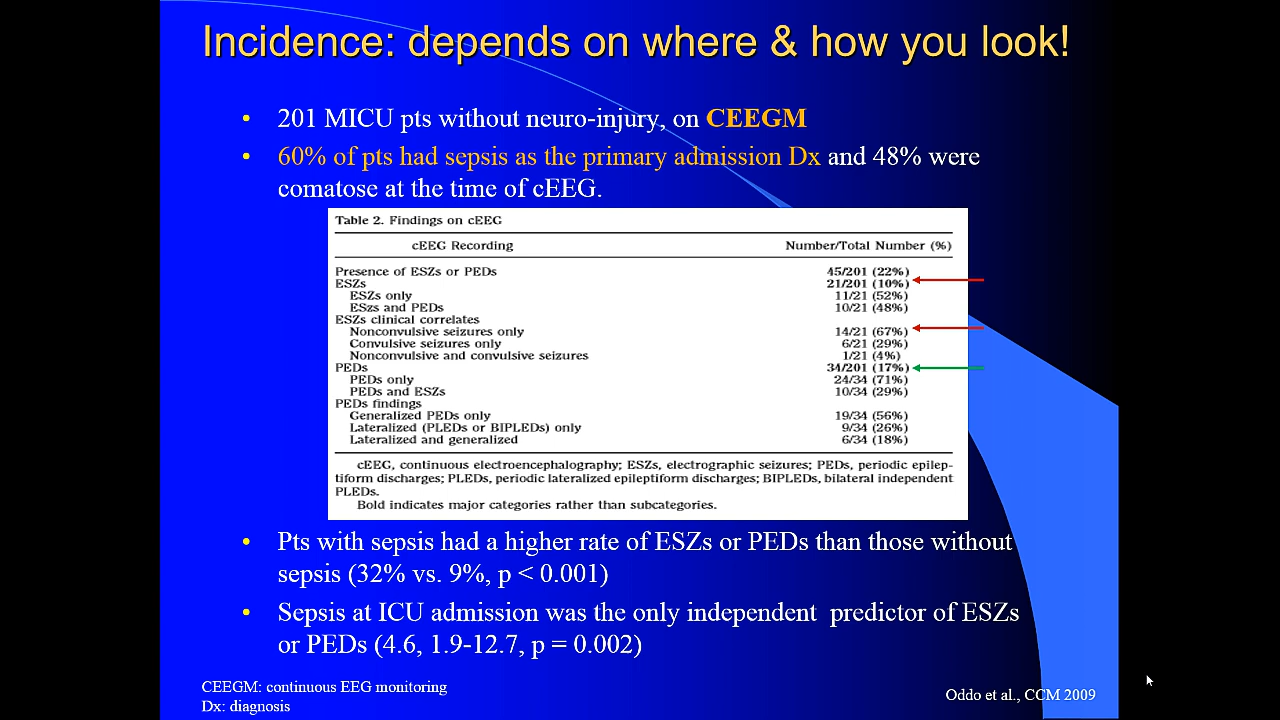 Incidence: depends on where & how you look!
• 201 MICU pts without neuro-injury, on CEEGM
• 60% of pts had sepsis as the primary admission Dx and 48% were
comatose at the time of cEEG.
Table 2. Findings on cEEG
cEEG Recording Number/Total Number (%)
Presence of ESZs or PEDs 45/201 (22%)
ESZs 21/201 (10%)
ESZs only 11/21 (52%)
ESzs and PEDs 10/21 (48%)
ESZs clinical correlates
Nonconvulsive seizures only 14/21 (67%)
Convulsive seizures only 6/21 (29%)
Nonconvulsive and convulsive seizures 1/21 (4%)
PEDs 34/201 (17%)
PEDs only 24/34 (71%)
PEDs and ESZs 10/34 (29%)
PEDs findings
Generalized PEDs only 19/34 (56%)
Lateralized (PLEDs or BIPLEDs) only 9/34 (26%)
Lateralized and generalized 6/34 (18%)
cEEG, continuous electroencephalography; ESZs, electrographic seizures; PEDs, periodic epilep-
tiform discharges; PLEDs, periodic lateralized epileptiform discharges; BIPLEDs, bilateral independent
PLEDs.
Bold indicates major categories rather than subcategories.
• Pts with sepsis had a higher rate of ESZs or PEDs than those without
sepsis (32% vs. 9%, p < 0.001)
• Sepsis at ICU admission was the only independent predictor of ESZs
or PEDs (4.6, 1.9-12.7, p = 0.002)
CEEGM: continuous EEG monitoring
Dx: diagnosis
Oddo et al., CCM 2009